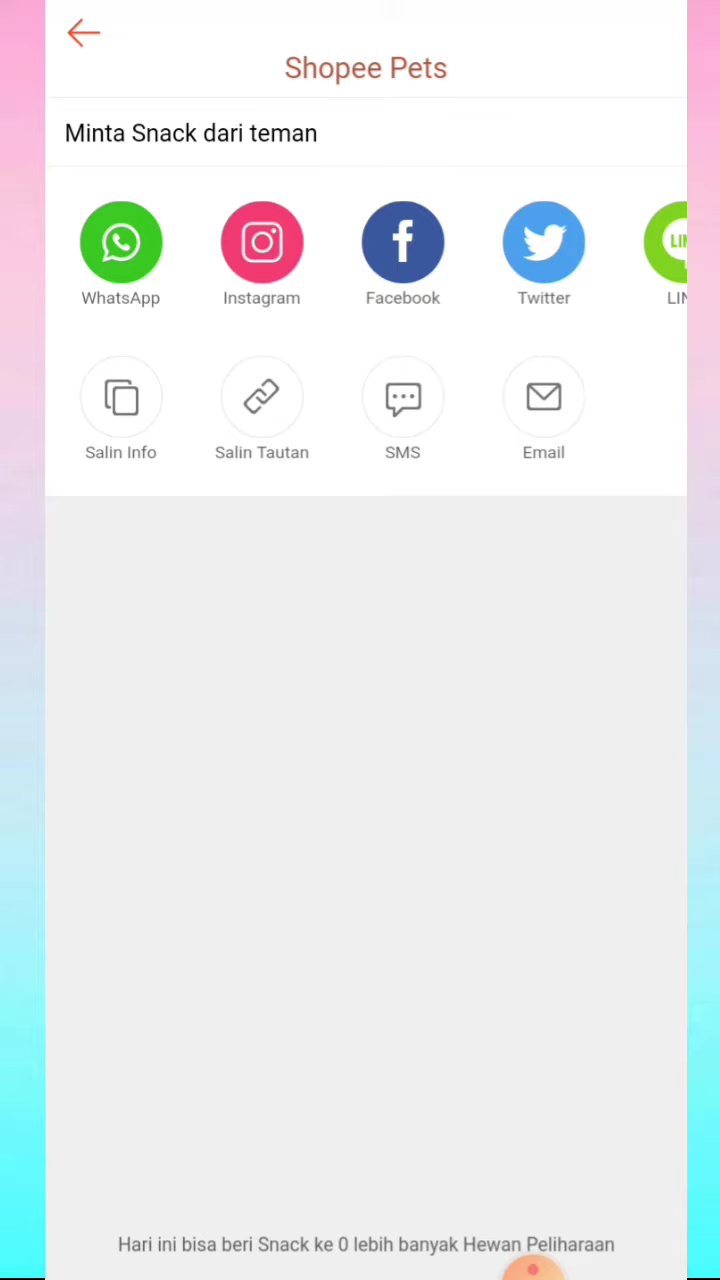 Shopee Pets
Minta Snack dari teman
WhatsApp Instagram Facebook Twitter
Salin Info Salin Tautan SMS Email
Hari ini bisa beri Snack ke 0 lebih banyak Hewan Peliharaan